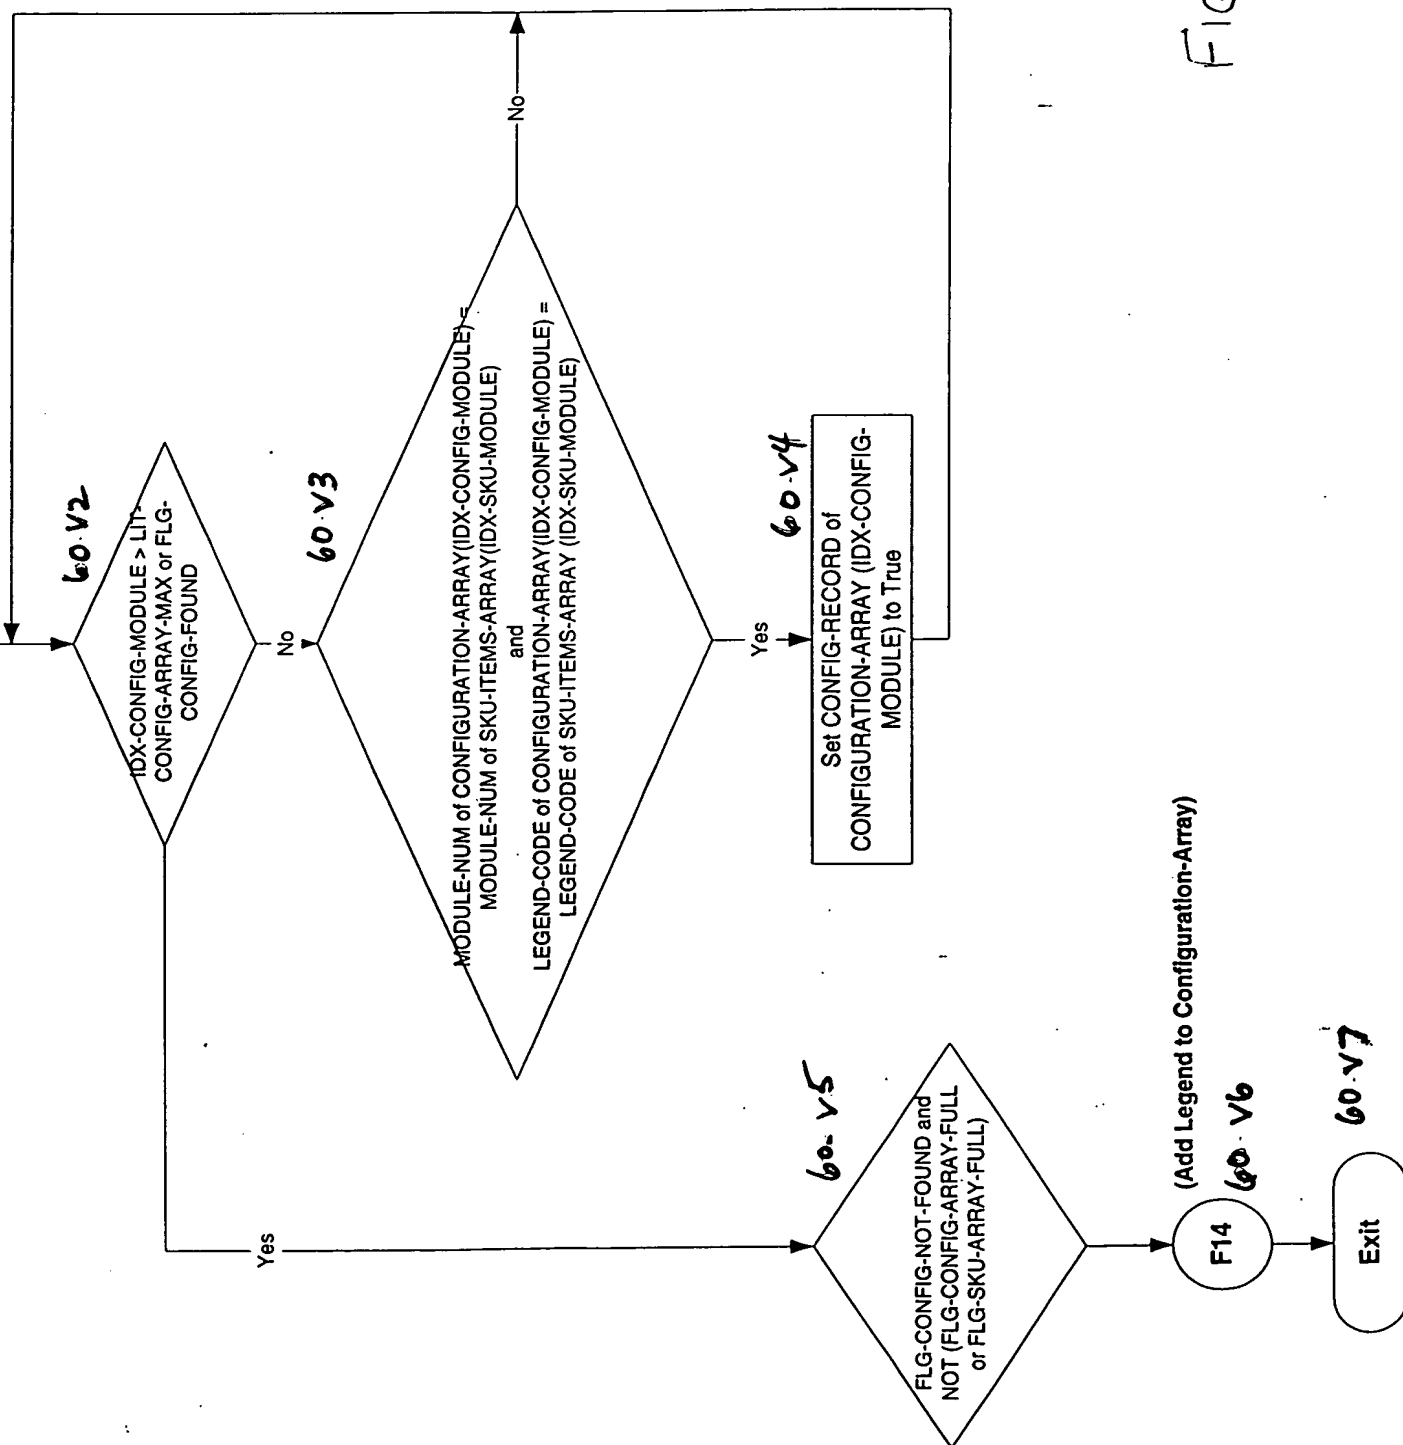 60.V2
IDX-CONFIG-MODULE > LIT-
CONFIG-ARRAY-MAX or FLG-
CONFIG-FOUND
No
60.V3
MODULE-NUM of CONFIGURATION-ARRAY(IDX-CONFIG-MODULE) =
MODULE-NUM of SKU-ITEMS-ARRAY(IDX-SKU-MODULE)
and
LEGEND-CODE of CONFIGURATION-ARRAY(IDX-CONFIG-MODULE) =
LEGEND-CODE of SKU-ITEMS-ARRAY (IDX-SKU-MODULE)
No
Yes
60.V4
Set CONFIG-RECORD of
CONFIGURATION-ARRAY (IDX-CONFIG-
MODULE) to True
Yes
60.V5
FLG-CONFIG-NOT-FOUND and
NOT (FLG-CONFIG-ARRAY-FULL
or FLG-SKU-ARRAY-FULL)
(Add Legend to Configuration-Array)
60.V6
F14
60.V7
Exit